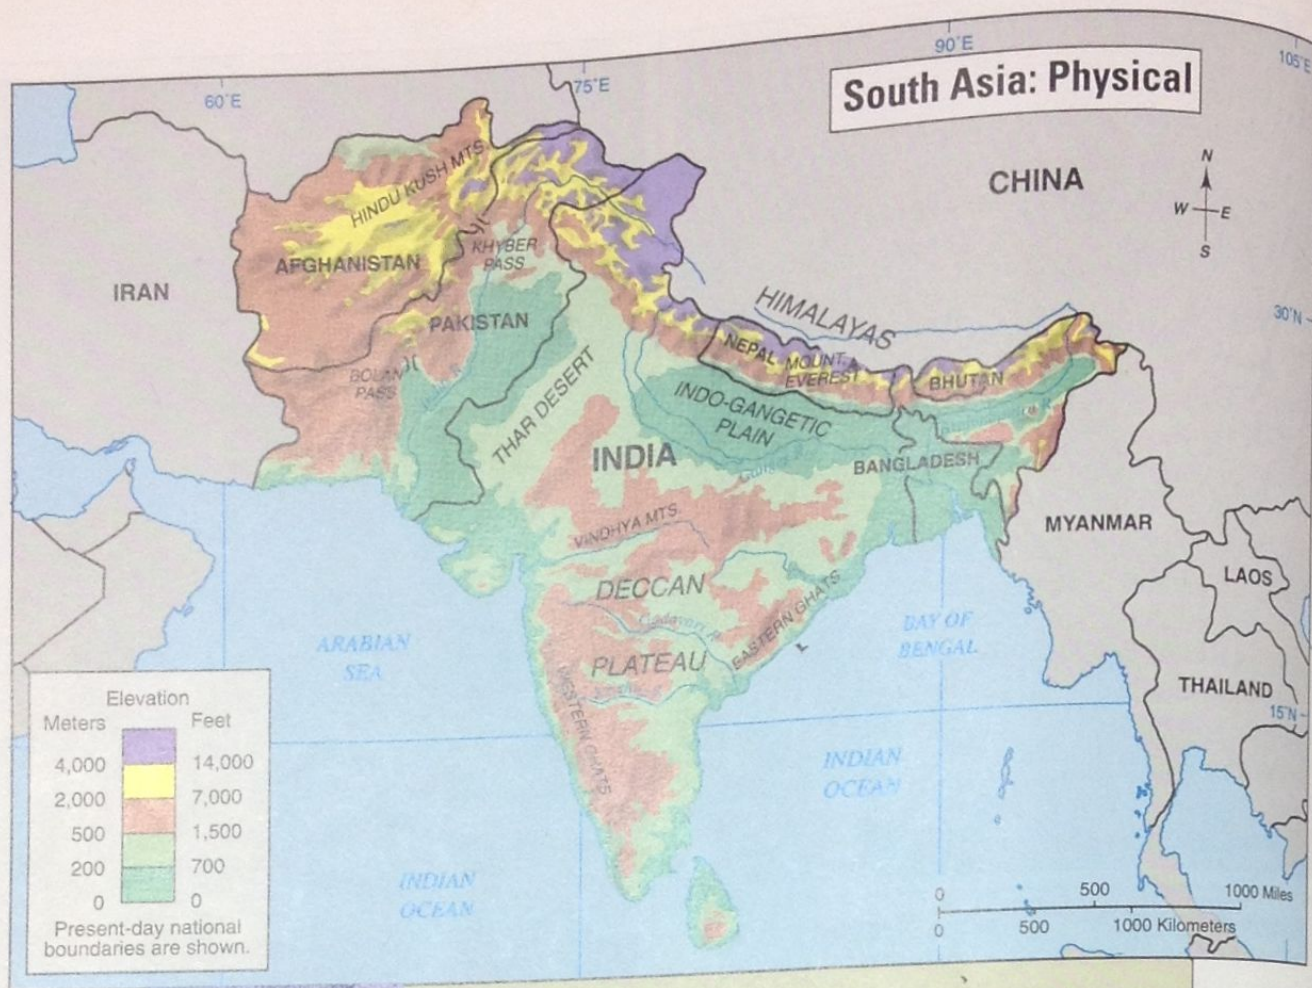 90°E
105°E
75°E
60°E
South Asia: Physical
N
W
E
S
CHINA
HINDU KUSH MTS.
KHYBER
PASS
AFGHANISTAN
IRAN
PAKISTAN
HIMALAYAS
30°N
NEPAL
MOUNT
EVEREST
BHUTAN
BOLAN
PASS
THAR DESERT
INDO-GANGETIC
PLAIN
INDIA
BANGLADESH
VINDHYA MTS.
MYANMAR
LAOS
DECCAN
PLATEAU
Godavari R.
EASTERN GHATS
WESTERN GHATS
ARABIAN
SEA
BAY OF
BENGAL
THAILAND
15°N
INDIAN
OCEAN
INDIAN
OCEAN
Elevation
Meters Feet
4,000 14,000
2,000 7,000
500 1,500
200 700
0 0
Present-day national
boundaries are shown.
0 500 1000 Miles
0 500 1000 Kilometers